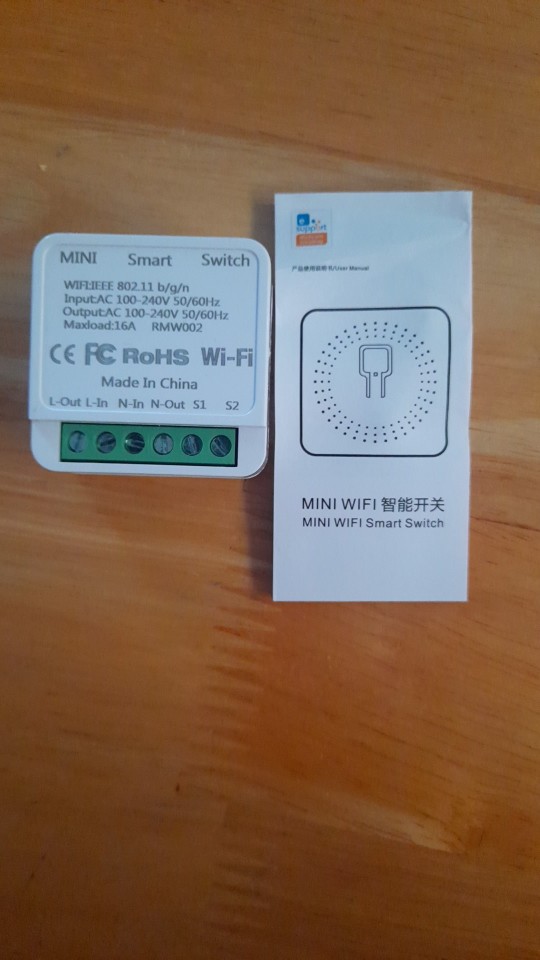 MINI Smart Switch
WIFI:IEEE 802.11 b/g/n
Input:AC 100-240V 50/60Hz
Output:AC 100-240V 50/60Hz
Maxload:16A RMW002
CE FC RoHS Wi-Fi
Made In China
L-Out L-In N-In N-Out S1 S2
support
产品使用说明书/User Manual
MINI WIFI 智能开关
MINI WIFI Smart Switch